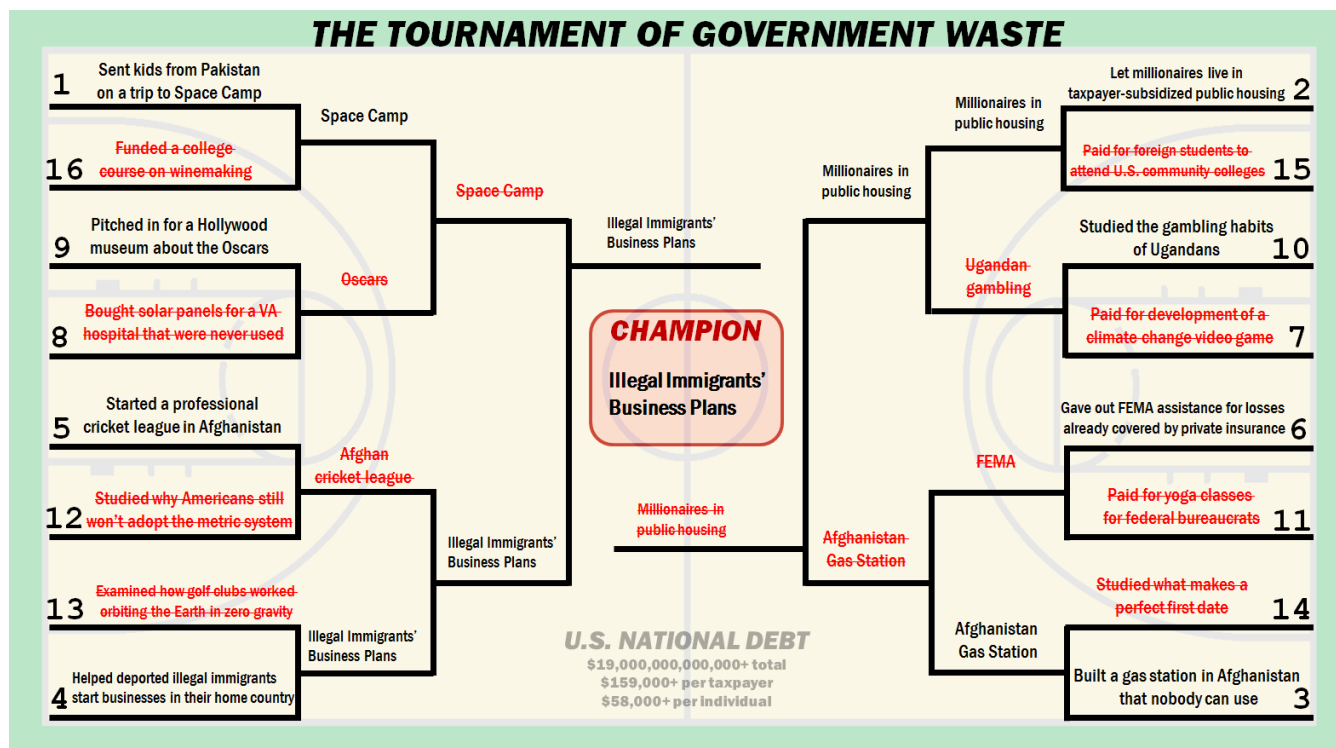 THE TOURNAMENT OF GOVERNMENT WASTE
1
Sent kids from Pakistan
on a trip to Space Camp
16
Funded a college
course on winemaking
9
Pitched in for a Hollywood
museum about the Oscars
8
Bought solar panels for a VA
hospital that were never used
5
Started a professional
cricket league in Afghanistan
12
Studied why Americans still
won't adopt the metric system
13
Examined how golf clubs worked
orbiting the Earth in zero gravity
4
Helped deported illegal immigrants
start businesses in their home country
Space Camp
Oscars
Afghan
cricket league
Illegal Immigrants'
Business Plans
Space Camp
Illegal Immigrants'
Business Plans
Illegal Immigrants'
Business Plans
CHAMPION
Illegal Immigrants'
Business Plans
Millionaires in
public housing
U.S. NATIONAL DEBT
$19,000,000,000,000+ total
$159,000+ per taxpayer
$58,000+ per individual
Millionaires in
public housing
Afghanistan
Gas Station
Millionaires in
public housing
Ugandan
gambling
FEMA
Afghanistan
Gas Station
Let millionaires live in
taxpayer-subsidized public housing
2
Paid for foreign students to
attend U.S. community colleges
15
Studied the gambling habits
of Ugandans
10
Paid for development of a
climate change video game
7
Gave out FEMA assistance for losses
already covered by private insurance
6
Paid for yoga classes
for federal bureaucrats
11
Studied what makes a
perfect first date
14
Built a gas station in Afghanistan
that nobody can use
3